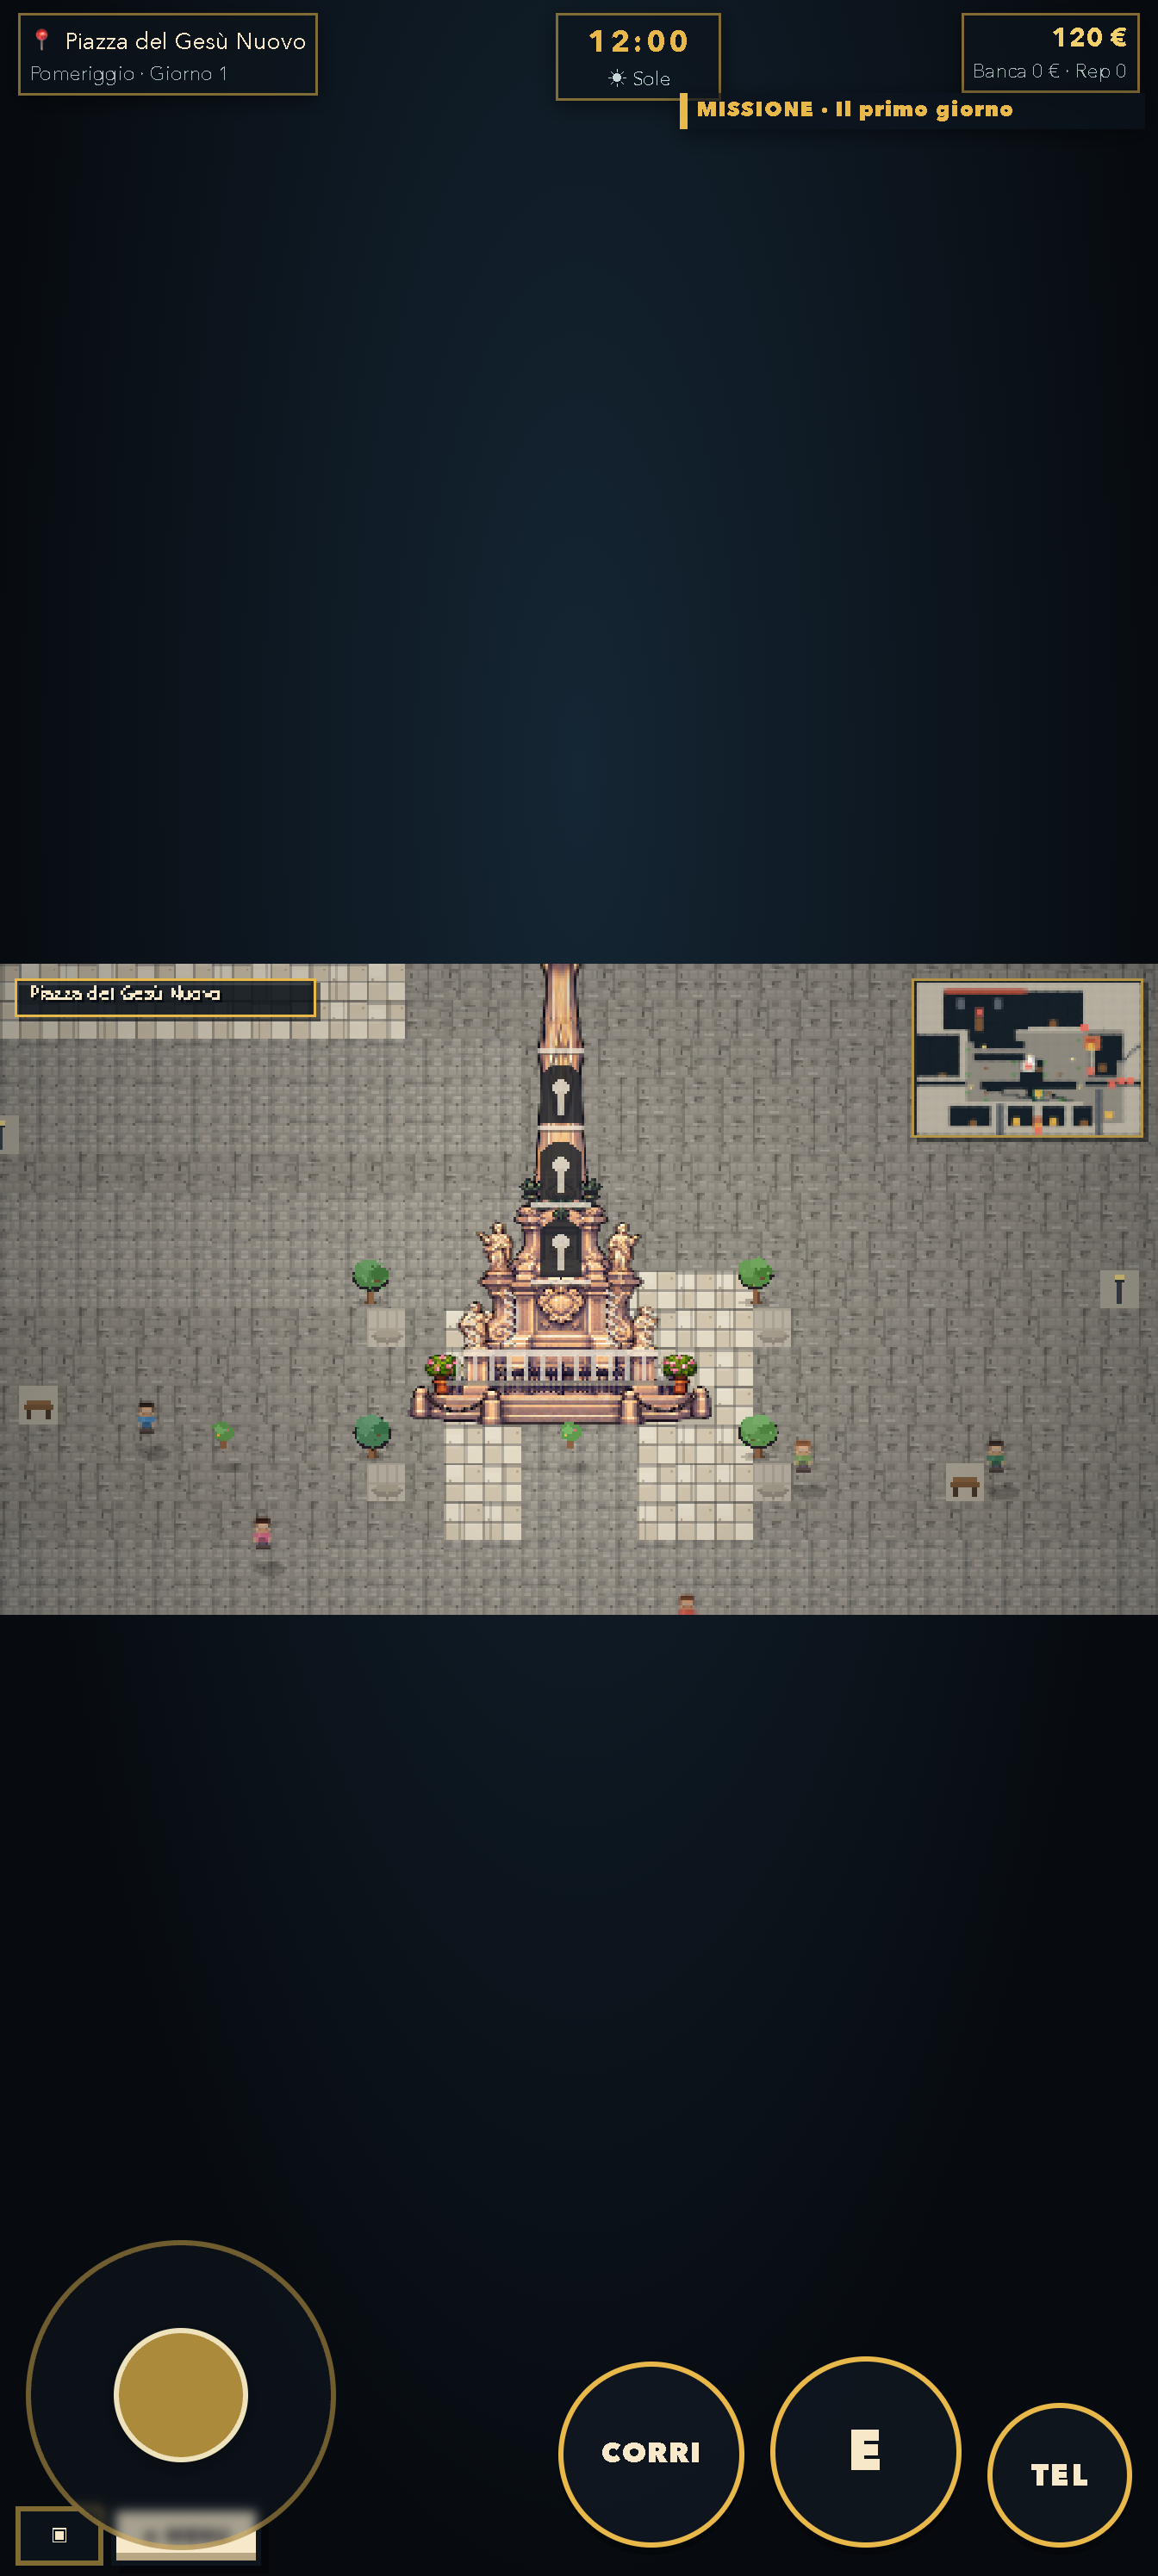 Piazza del Gesù Nuovo
Pomeriggio · Giorno 1
12:00
☀ Sole
120 €
Banca 0 € · Rep 0
MISSIONE · Il primo giorno
Piazza del Gesù Nuovo
CORRI
E
TEL